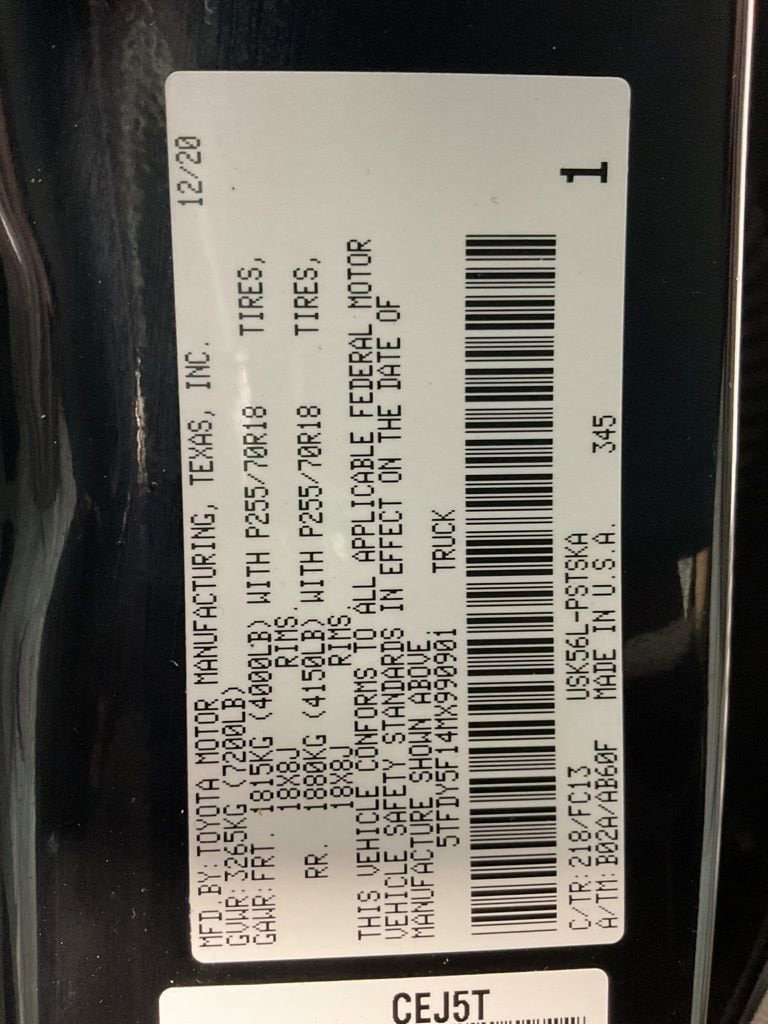 MFD.BY:TOYOTA MOTOR MANUFACTURING, TEXAS, INC. 12/20
GVWR:3265KG(7200LB)
GAWR:FRT. 1815KG (4000LB) WITH P255/70R18 TIRES,
18X8J RIMS.
RR. 1880KG (4150LB) WITH P255/70R18 TIRES,
18X8J RIMS.
THIS VEHICLE CONFORMS TO ALL APPLICABLE FEDERAL MOTOR
VEHICLE SAFETY STANDARDS IN EFFECT ON THE DATE OF
MANUFACTURE SHOWN ABOVE.
5TFDY5F14MX990901 TRUCK
C/TR:218/FC13 USK56L-PSTSKA
A/TM:B02A/AB60F MADE IN U.S.A. 345
1
CEJ5T